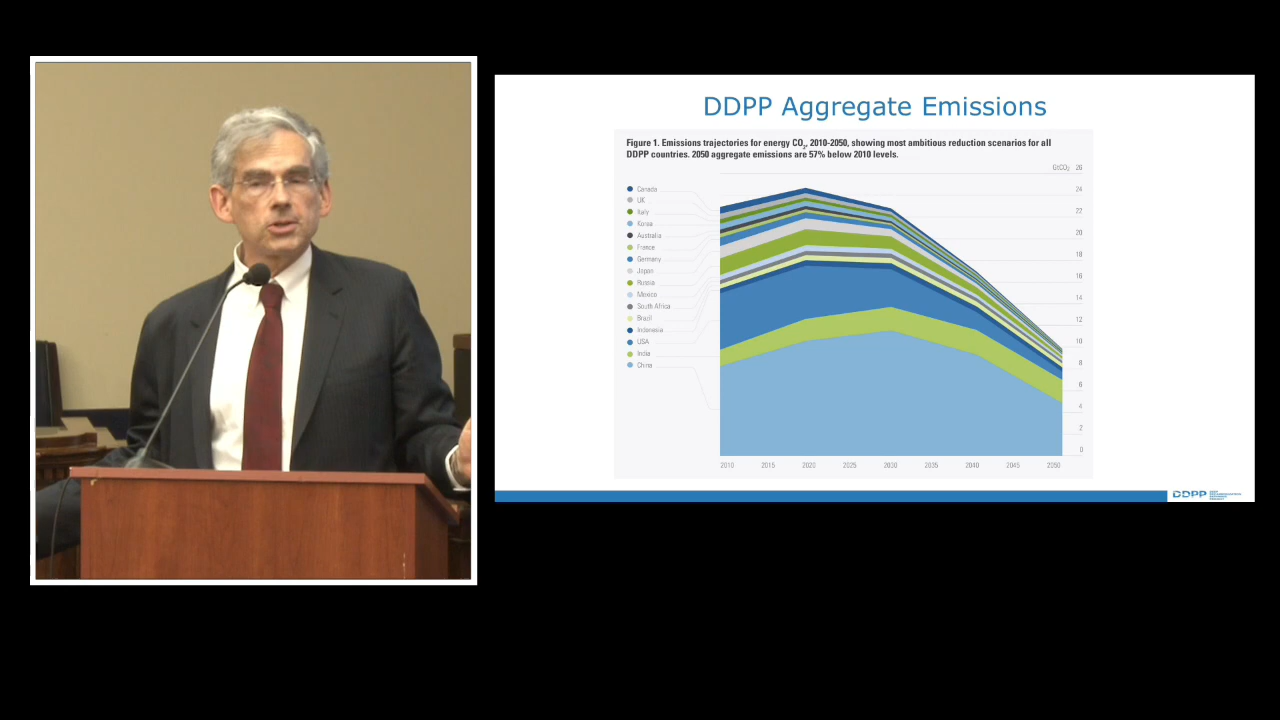 DDPP Aggregate Emissions
Figure 1. Emissions trajectories for energy CO₂, 2010-2050, showing most ambitious reduction scenarios for all
DDPP countries. 2050 aggregate emissions are 57% below 2010 levels.
GtCO₂ 26
Canada
UK
Italy
Korea
Australia
France
Germany
Japan
Russia
Mexico
South Africa
Brazil
Indonesia
USA
India
China
24
22
20
18
16
14
12
10
8
6
4
2
0
2010 2015 2020 2025 2030 2035 2040 2045 2050
DDPP